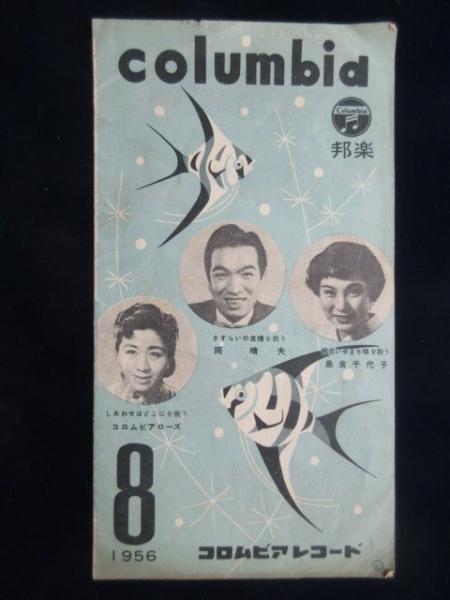 columbia
Columbia
邦楽
さすらいの友情を歌う
岡晴夫
島倉千代子
しあわせはどこにを歌う
コロムビアローズ
8
1956
コロムビアレコード